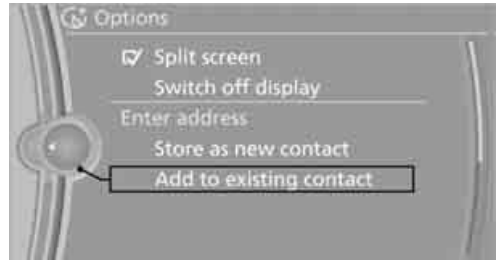 Options
Split screen
Switch off display
Enter address
Store as new contact
Add to existing contact